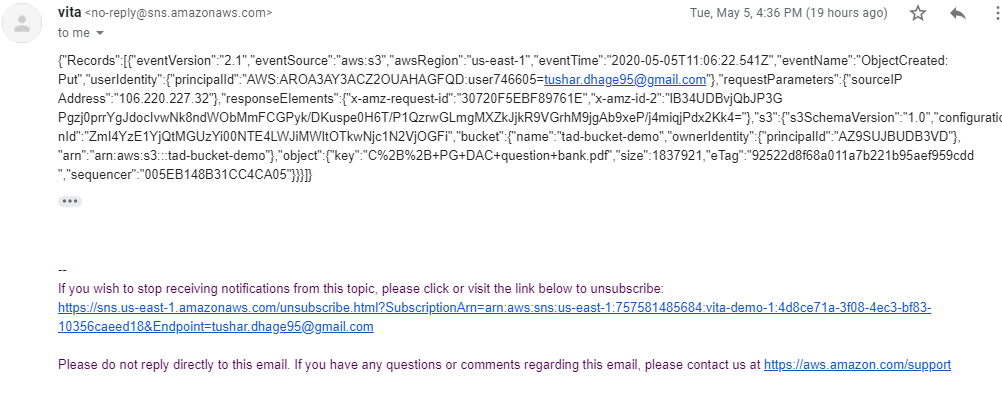 vita <no-reply@sns.amazonaws.com> Tue, May 5, 4:36 PM (19 hours ago)
to me
{"Records":[{"eventVersion":"2.1","eventSource":"aws:s3","awsRegion":"us-east-1","eventTime":"2020-05-05T11:06:22.541Z","eventName":"ObjectCreated:
Put","userIdentity":{"principalId":"AWS:AROA3AY3ACZ2OUAHAGFQD:user746605=tushar.dhage95@gmail.com"},"requestParameters":{"sourceIP
Address":"106.220.227.32"},"responseElements":{"x-amz-request-id":"30720F5EBF89761E","x-amz-id-2":"IB34UDBvjQbJP3G
Pgzj0prrYgJdocIvwNk8ndWObMmFCGPyk/DKuspe0H6T/P1QzrwGLmgMXZkJjkR9VGrhM9jgAb9xeP/j4miqjPdx2Kk4="},"s3":{"s3SchemaVersion":"1.0","configuratio
nId":"ZmI4YzE1YjQtMGUzYi00NTE4LWJiMWItOTkwNjc1N2VjOGFi","bucket":{"name":"tad-bucket-demo","ownerIdentity":{"principalId":"AZ9SUJBUDB3VD"},
"arn":"arn:aws:s3:::tad-bucket-demo"},"object":{"key":"C%2B%2B+PG+DAC+question+bank.pdf","size":1837921,"eTag":"92522d8f68a011a7b221b95aef959cdd
","sequencer":"005EB148B31CC4CA05"}}}]}
--
If you wish to stop receiving notifications from this topic, please click or visit the link below to unsubscribe:
https://sns.us-east-1.amazonaws.com/unsubscribe.html?SubscriptionArn=arn:aws:sns:us-east-1:757581485684:vita-demo-1:4d8ce71a-3f08-4ec3-bf83-
10356caeed18&Endpoint=tushar.dhage95@gmail.com
Please do not reply directly to this email. If you have any questions or comments regarding this email, please contact us at https://aws.amazon.com/support